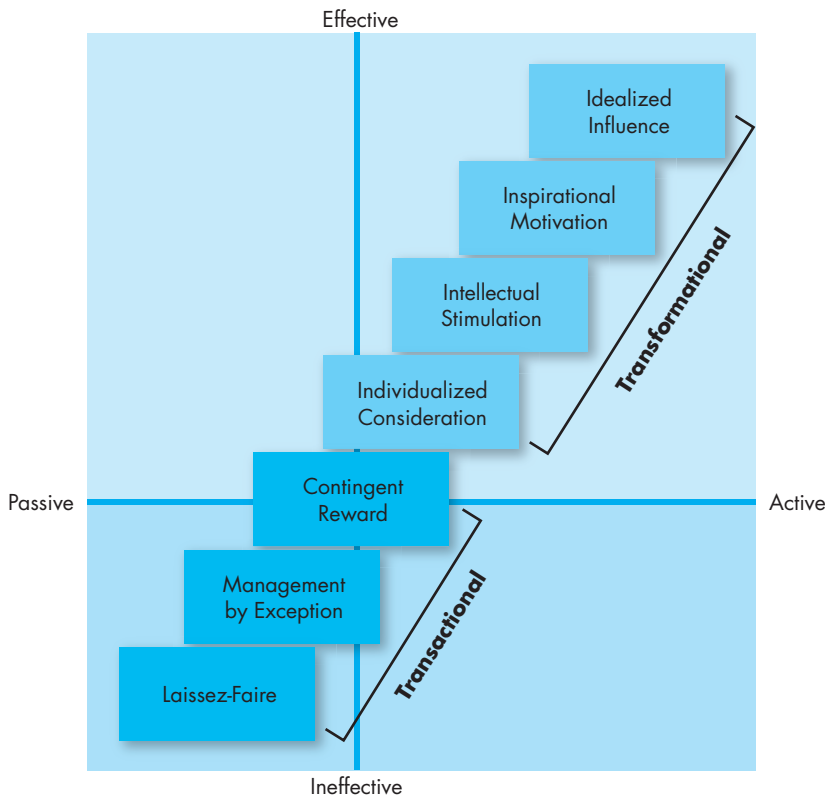 Effective
Idealized
Influence
Inspirational
Motivation
Intellectual
Stimulation
Transformational
Individualized
Consideration
Passive
Contingent
Reward
Active
Management
by Exception
Transactional
Laissez-Faire
Ineffective